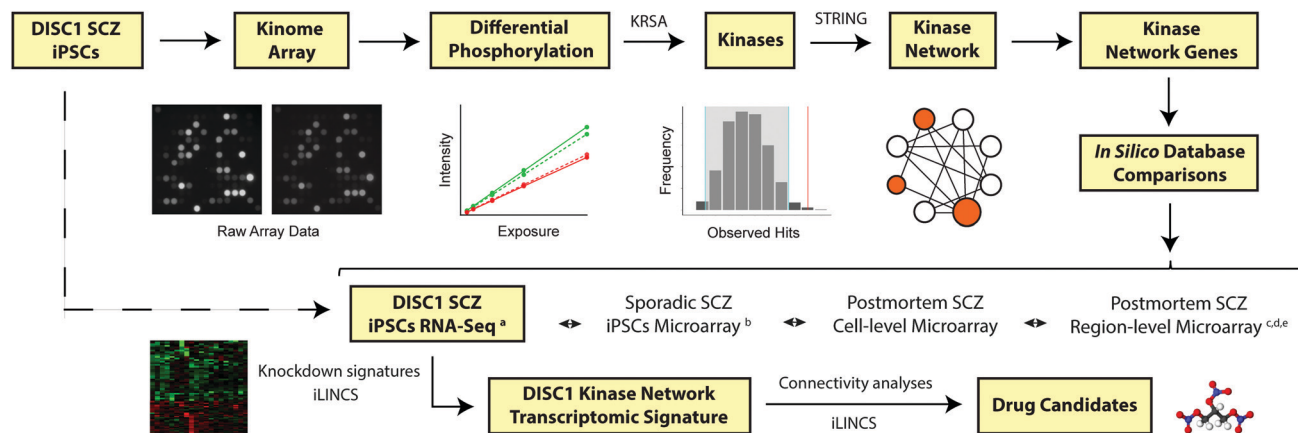 DISC1 SCZ
iPSCs
Kinome
Array
Differential
Phosphorylation
KRSA
Kinases
STRING
Kinase
Network
Kinase
Network Genes
Raw Array Data
Intensity
Exposure
Frequency
Observed Hits
In Silico Database
Comparisons
DISC1 SCZ
iPSCs RNA-Seq a
Sporadic SCZ
iPSCs Microarray b
Postmortem SCZ
Cell-level Microarray
Postmortem SCZ
Region-level Microarray c,d,e
Knockdown signatures
iLINCS
DISC1 Kinase Network
Transcriptomic Signature
Connectivity analyses
iLINCS
Drug Candidates